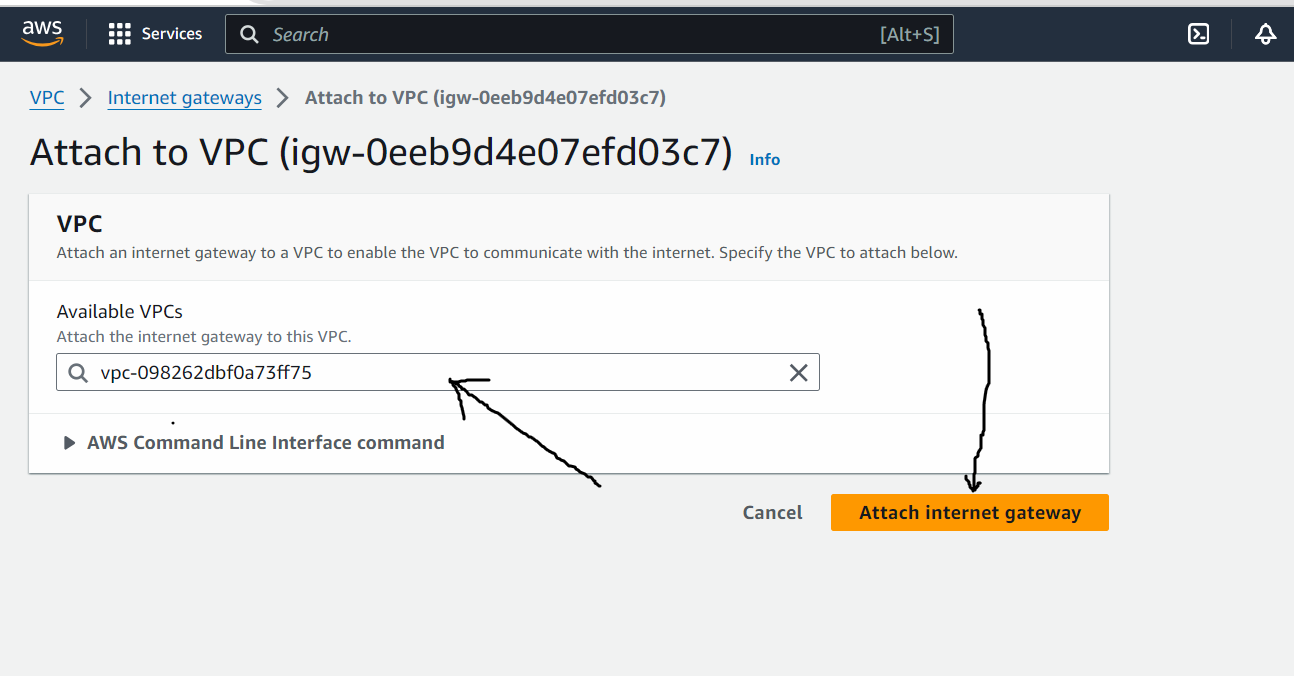 aws Services Search [Alt+S]
VPC > Internet gateways > Attach to VPC (igw-0eeb9d4e07efd03c7)
Attach to VPC (igw-0eeb9d4e07efd03c7) Info
VPC
Attach an internet gateway to a VPC to enable the VPC to communicate with the internet. Specify the VPC to attach below.
Available VPCs
Attach the internet gateway to this VPC.
vpc-098262dbf0a73ff75
AWS Command Line Interface command
Cancel Attach internet gateway